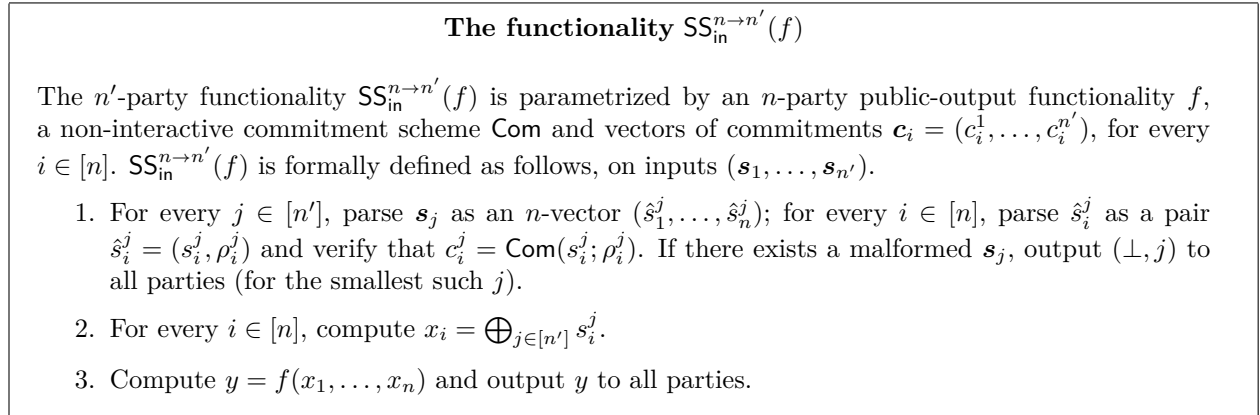 The functionality SS_in^{n→n′}(f)
The n′-party functionality SS_in^{n→n′}(f) is parametrized by an n-party public-output functionality f,
a non-interactive commitment scheme Com and vectors of commitments c_i = (c_i^1, . . . , c_i^{n′}), for every
i ∈ [n]. SS_in^{n→n′}(f) is formally defined as follows, on inputs (s_1, . . . , s_{n′}).
1. For every j ∈ [n′], parse s_j as an n-vector (ŝ_1^j, . . . , ŝ_n^j); for every i ∈ [n], parse ŝ_i^j as a pair
ŝ_i^j = (s_i^j, ρ_i^j) and verify that c_i^j = Com(s_i^j; ρ_i^j). If there exists a malformed s_j, output (⊥, j) to
all parties (for the smallest such j).
2. For every i ∈ [n], compute x_i = ⨁_{j∈[n′]} s_i^j.
3. Compute y = f(x_1, . . . , x_n) and output y to all parties.